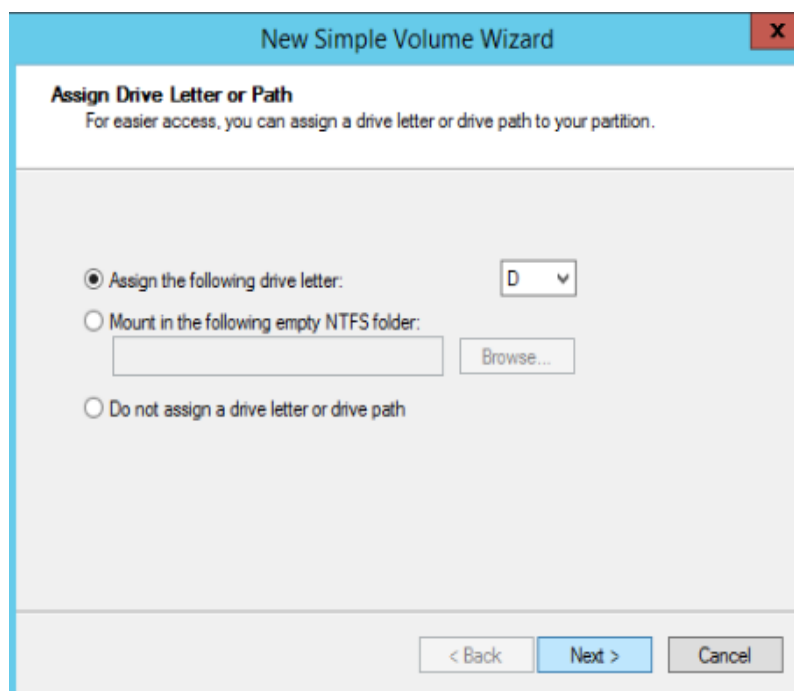 New Simple Volume Wizard
x
Assign Drive Letter or Path
For easier access, you can assign a drive letter or drive path to your partition.
Assign the following drive letter: D
Mount in the following empty NTFS folder:
Browse...
Do not assign a drive letter or drive path
< Back Next > Cancel